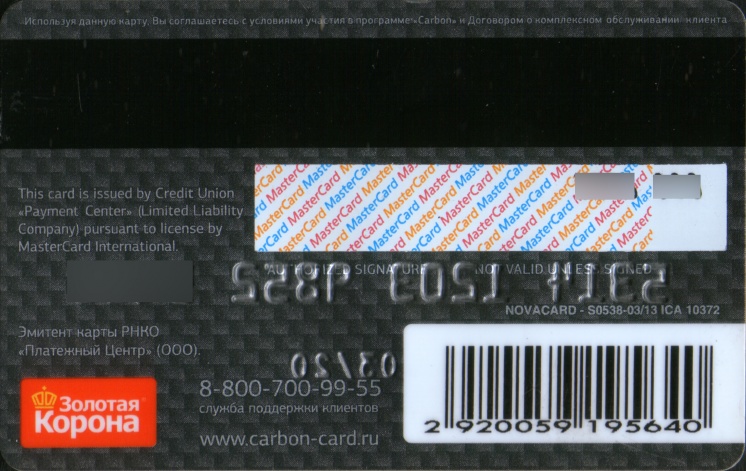 Используя данную карту, Вы соглашаетесь с условиями участия в программе «Carbon» и Договором о комплексном обслуживании клиента
MasterCard MasterCard MasterCard
This card is issued by Credit Union
«Payment Center» (Limited Liability
Company) pursuant to license by
MasterCard International.
AUTHORIZED SIGNATURE NOT VALID UNLESS SIGNED
NOVACARD - S0538-03/13 ICA 10372
Эмитент карты РНКО
«Платежный Центр» (ООО).
Золотая
Корона
8-800-700-99-55
служба поддержки клиентов
www.carbon-card.ru
2 920059 195640